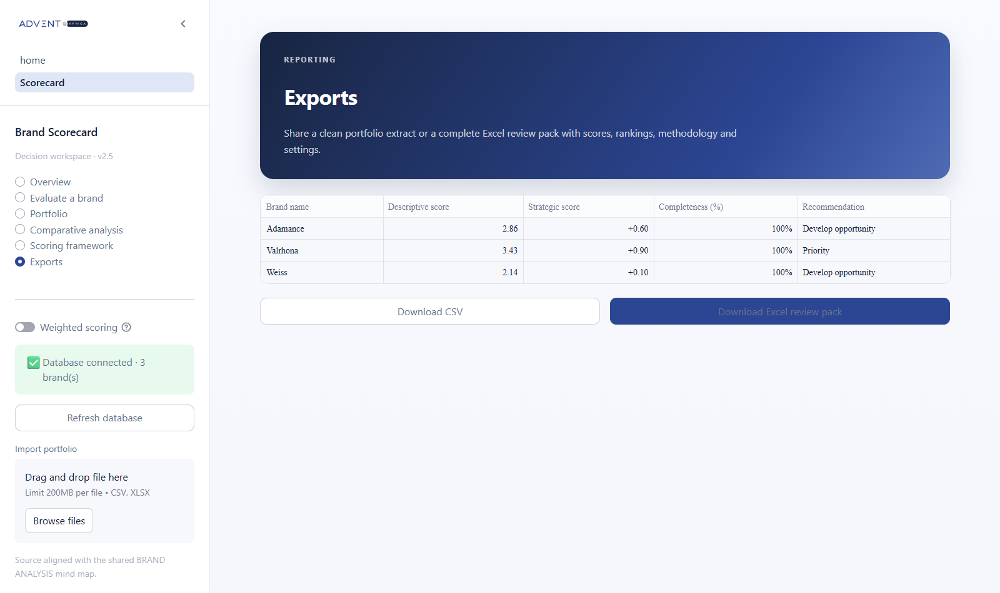 ADVENT AFRICA
home
Scorecard
Brand Scorecard
Decision workspace · v2.5
Overview
Evaluate a brand
Portfolio
Comparative analysis
Scoring framework
Exports
Weighted scoring
Database connected · 3
brand(s)
Refresh database
Import portfolio
Drag and drop file here
Limit 200MB per file • CSV, XLSX
Browse files
Source aligned with the shared BRAND
ANALYSIS mind map.
REPORTING
Exports
Share a clean portfolio extract or a complete Excel review pack with scores, rankings, methodology and
settings.
Brand name Descriptive score Strategic score Completeness (%) Recommendation
Adamance 2.86 +0.60 100% Develop opportunity
Valrhona 3.43 +0.90 100% Priority
Weiss 2.14 +0.10 100% Develop opportunity
Download CSV Download Excel review pack